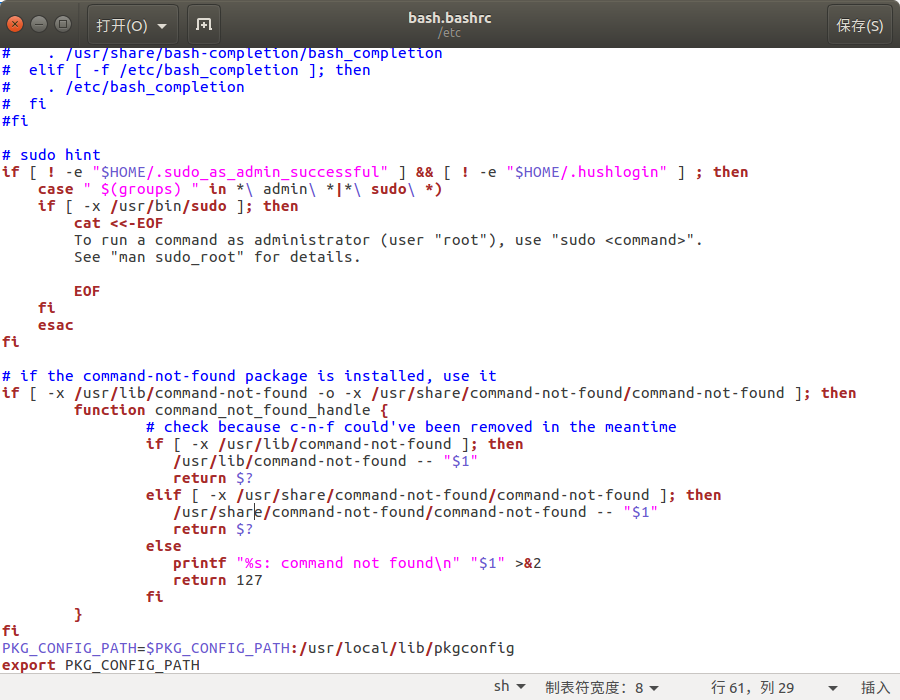 打开(O)
bash.bashrc
/etc
保存(S)
#    . /usr/share/bash-completion/bash_completion
#  elif [ -f /etc/bash_completion ]; then
#    . /etc/bash_completion
#  fi
#fi

# sudo hint
if [ ! -e "$HOME/.sudo_as_admin_successful" ] && [ ! -e "$HOME/.hushlogin" ] ; then
    case " $(groups) " in *\ admin\ *|*\ sudo\ *)
    if [ -x /usr/bin/sudo ]; then
        cat <<-EOF
        To run a command as administrator (user "root"), use "sudo <command>".
        See "man sudo_root" for details.

        EOF
    fi
    esac
fi

# if the command-not-found package is installed, use it
if [ -x /usr/lib/command-not-found -o -x /usr/share/command-not-found/command-not-found ]; then
        function command_not_found_handle {
                # check because c-n-f could've been removed in the meantime
                if [ -x /usr/lib/command-not-found ]; then
                   /usr/lib/command-not-found -- "$1"
                   return $?
                elif [ -x /usr/share/command-not-found/command-not-found ]; then
                   /usr/share/command-not-found/command-not-found -- "$1"
                   return $?
                else
                   printf "%s: command not found\n" "$1" >&2
                   return 127
                fi
        }
fi
PKG_CONFIG_PATH=$PKG_CONFIG_PATH:/usr/local/lib/pkgconfig
export PKG_CONFIG_PATH
sh
制表符宽度：8
行 61，列 29
插入